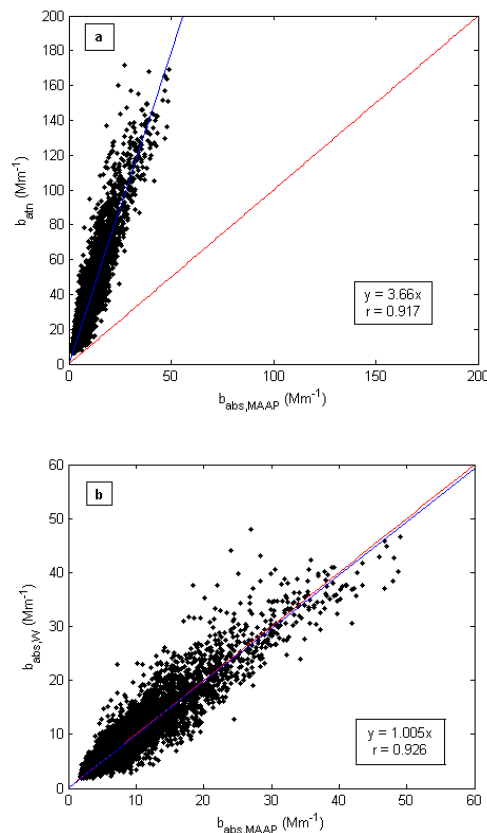 a
200
180
160
140
120
100
80
60
40
20
0
b_atn (Mm⁻¹)
y = 3.66x
r = 0.917
0 50 100 150 200
b_abs,MAAP (Mm⁻¹)
b
60
50
40
30
20
10
0
b_abs,W (Mm⁻¹)
y = 1.005x
r = 0.926
0 10 20 30 40 50 60
b_abs,MAAP (Mm⁻¹)